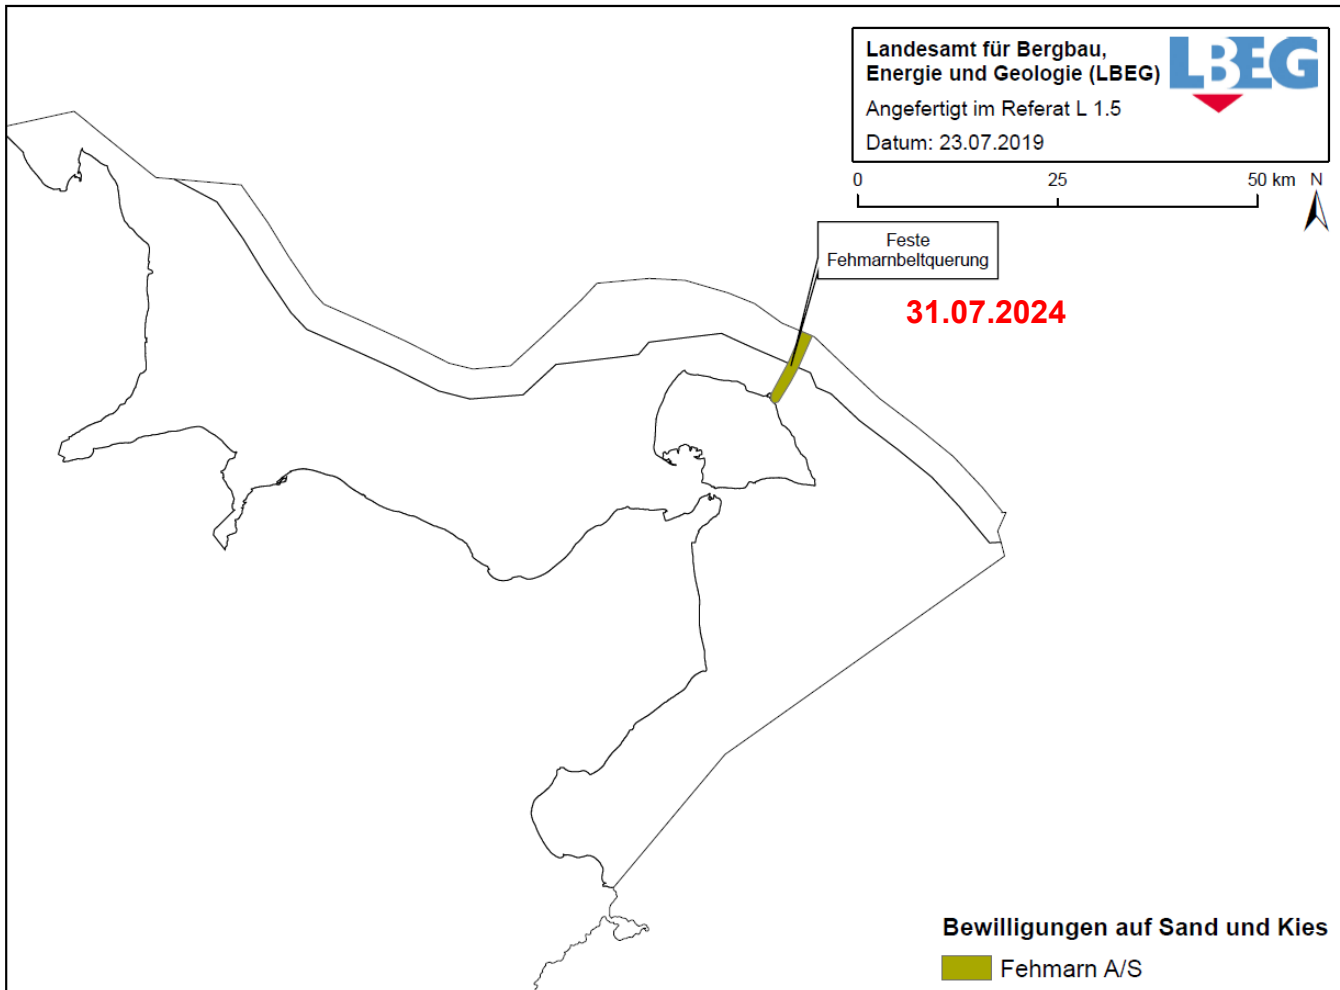 Landesamt für Bergbau,
Energie und Geologie (LBEG)
LBEG
Angefertigt im Referat L 1.5
Datum: 23.07.2019
0 25 50 km N
Feste
Fehmarnbeltquerung
31.07.2024
Bewilligungen auf Sand und Kies
Fehmarn A/S